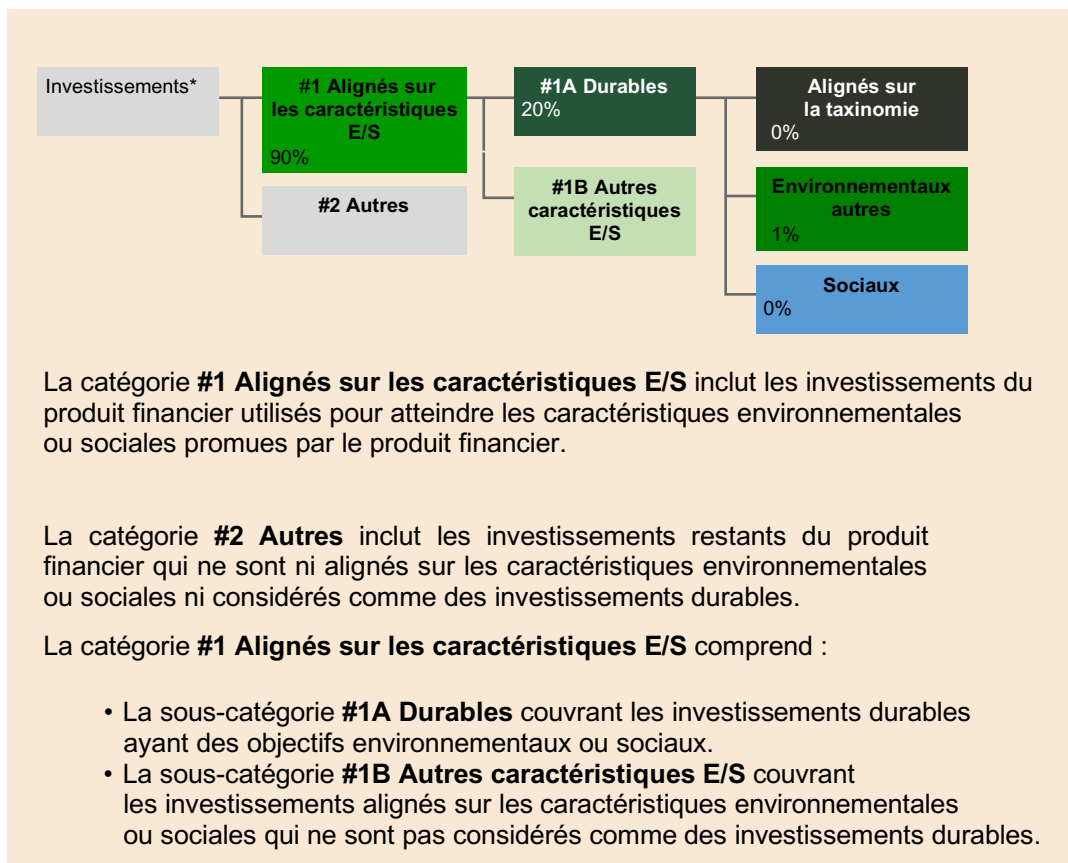 Investissements*
#1 Alignés sur
les caractéristiques
E/S
90%
#2 Autres
#1A Durables
20%
#1B Autres
caractéristiques
E/S
Alignés sur
la taxinomie
0%
Environnementaux
autres
1%
Sociaux
0%
La catégorie #1 Alignés sur les caractéristiques E/S inclut les investissements du
produit financier utilisés pour atteindre les caractéristiques environnementales
ou sociales promues par le produit financier.
La catégorie #2 Autres inclut les investissements restants du produit
financier qui ne sont ni alignés sur les caractéristiques environnementales
ou sociales ni considérés comme des investissements durables.
La catégorie #1 Alignés sur les caractéristiques E/S comprend :
• La sous-catégorie #1A Durables couvrant les investissements durables
ayant des objectifs environnementaux ou sociaux.
• La sous-catégorie #1B Autres caractéristiques E/S couvrant
les investissements alignés sur les caractéristiques environnementales
ou sociales qui ne sont pas considérés comme des investissements durables.